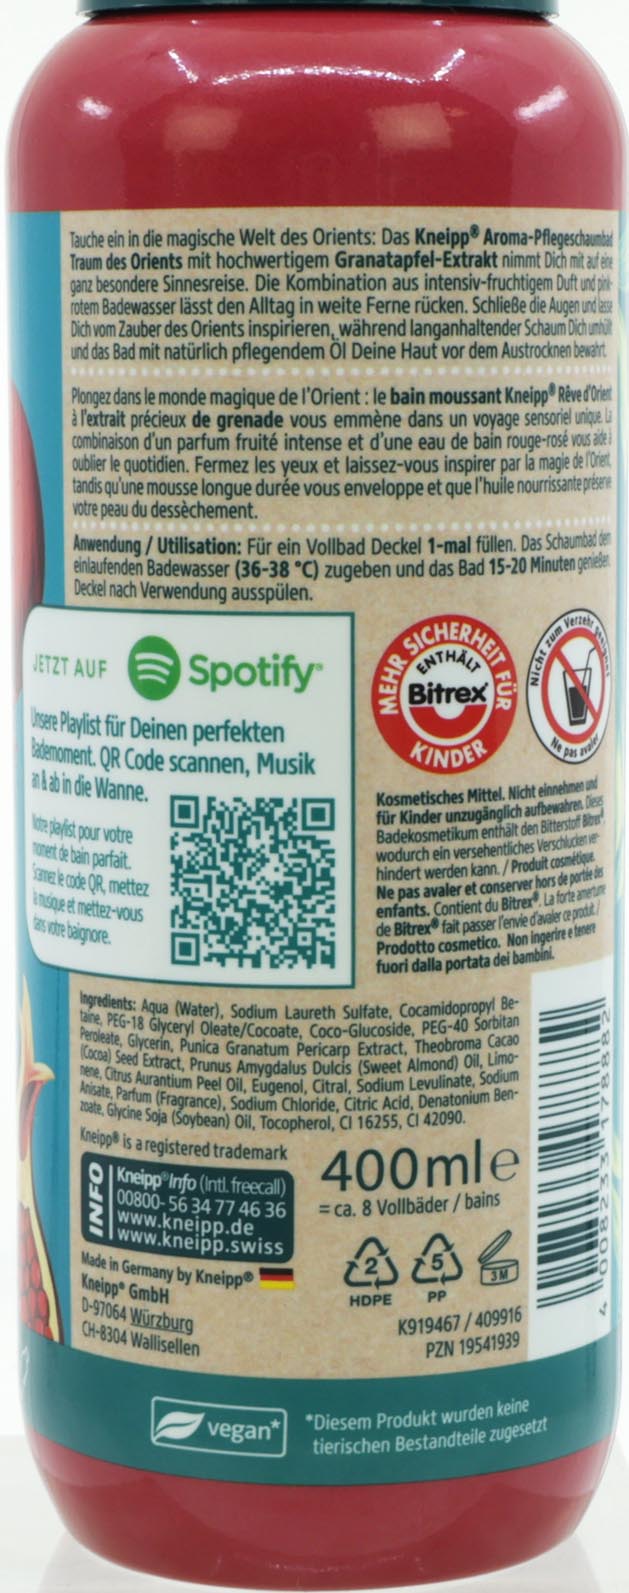 Tauche ein in die magische Welt des Orients: Das Kneipp® Aroma-Pflegeschaumbad
Traum des Orients mit hochwertigem Granatapfel-Extrakt nimmt Dich mit auf eine
ganz besondere Sinnesreise. Die Kombination aus intensiv-fruchtigem Duft und pink-
rotem Badewasser lässt den Alltag in weite Ferne rücken. Schließe die Augen und lasse
Dich vom Zauber des Orients inspirieren, während langanhaltender Schaum Dich umhüllt
und das Bad mit natürlich pflegendem Öl Deine Haut vor dem Austrocknen bewahrt.
Plongez dans le monde magique de l'Orient : le bain moussant Kneipp® Rêve d'Orient
à l'extrait précieux de grenade vous emmène dans un voyage sensoriel unique. La
combinaison d'un parfum fruité intense et d'une eau de bain rouge-rosé vous aide à
oublier le quotidien. Fermez les yeux et laissez-vous inspirer par la magie de l'Orient,
tandis qu'une mousse longue durée vous enveloppe et que l'huile nourrissante préserve
votre peau du dessèchement.
Anwendung / Utilisation: Für ein Vollbad Deckel 1-mal füllen. Das Schaumbad dem
einlaufenden Badewasser (36-38 °C) zugeben und das Bad 15-20 Minuten genießen.
Deckel nach Verwendung ausspülen.
JETZT AUF Spotify®
Unsere Playlist für Deinen perfekten
Bademoment. QR Code scannen, Musik
an & ab in die Wanne.
Notre playlist pour votre
moment de bain parfait.
Scannez le code QR, mettez
la musique et mettez-vous
dans votre baignore.
MEHR SICHERHEIT FÜR
ENTHÄLT
Bitrex®
KINDER
Nicht zum Verzehr geeignet
Ne pas avaler
Kosmetisches Mittel. Nicht einnehmen und
für Kinder unzugänglich aufbewahren. Dieses
Badekosmetikum enthält den Bitterstoff Bitrex®,
wodurch ein versehentliches Verschlucken ver-
hindert werden kann. / Produit cosmétique.
Ne pas avaler et conserver hors de portée des
enfants. Contient du Bitrex®. La forte amertume
de Bitrex® fait passer l'envie d'avaler ce produit. /
Prodotto cosmetico. Non ingerire e tenere
fuori dalla portata dei bambini.
Ingredients: Aqua (Water), Sodium Laureth Sulfate, Cocamidopropyl Be-
taine, PEG-18 Glyceryl Oleate/Cocoate, Coco-Glucoside, PEG-40 Sorbitan
Peroleate, Glycerin, Punica Granatum Pericarp Extract, Theobroma Cacao
(Cocoa) Seed Extract, Prunus Amygdalus Dulcis (Sweet Almond) Oil, Limo-
nene, Citrus Aurantium Peel Oil, Eugenol, Citral, Sodium Levulinate, Sodium
Anisate, Parfum (Fragrance), Sodium Chloride, Citric Acid, Denatonium Ben-
zoate, Glycine Soja (Soybean) Oil, Tocopherol, CI 16255, CI 42090.
Kneipp® is a registered trademark
INFO
Kneipp® Info (Intl. freecall)
00800- 56 34 77 46 36
www.kneipp.de
www.kneipp.swiss
400 ml e
= ca. 8 Vollbäder / bains
2
HDPE
5
PP
3 M
Made in Germany by Kneipp®
Kneipp® GmbH
D-97064 Würzburg
CH-8304 Wallisellen
K919467 / 409916
PZN 19541939
4 008233 178882
vegan*
*Diesem Produkt wurden keine
tierischen Bestandteile zugesetzt